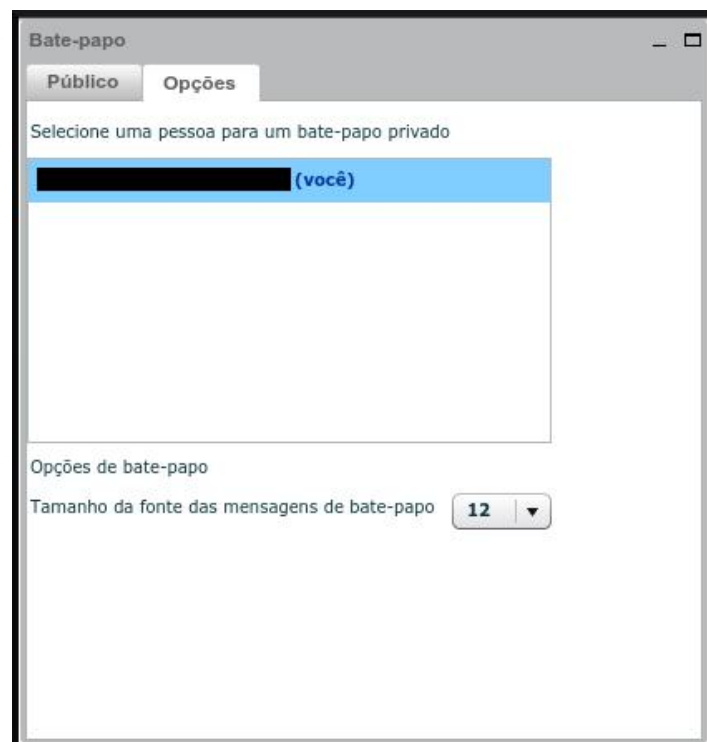 Bate-papo
Público Opções
Selecione uma pessoa para um bate-papo privado
(você)
Opções de bate-papo
Tamanho da fonte das mensagens de bate-papo 12